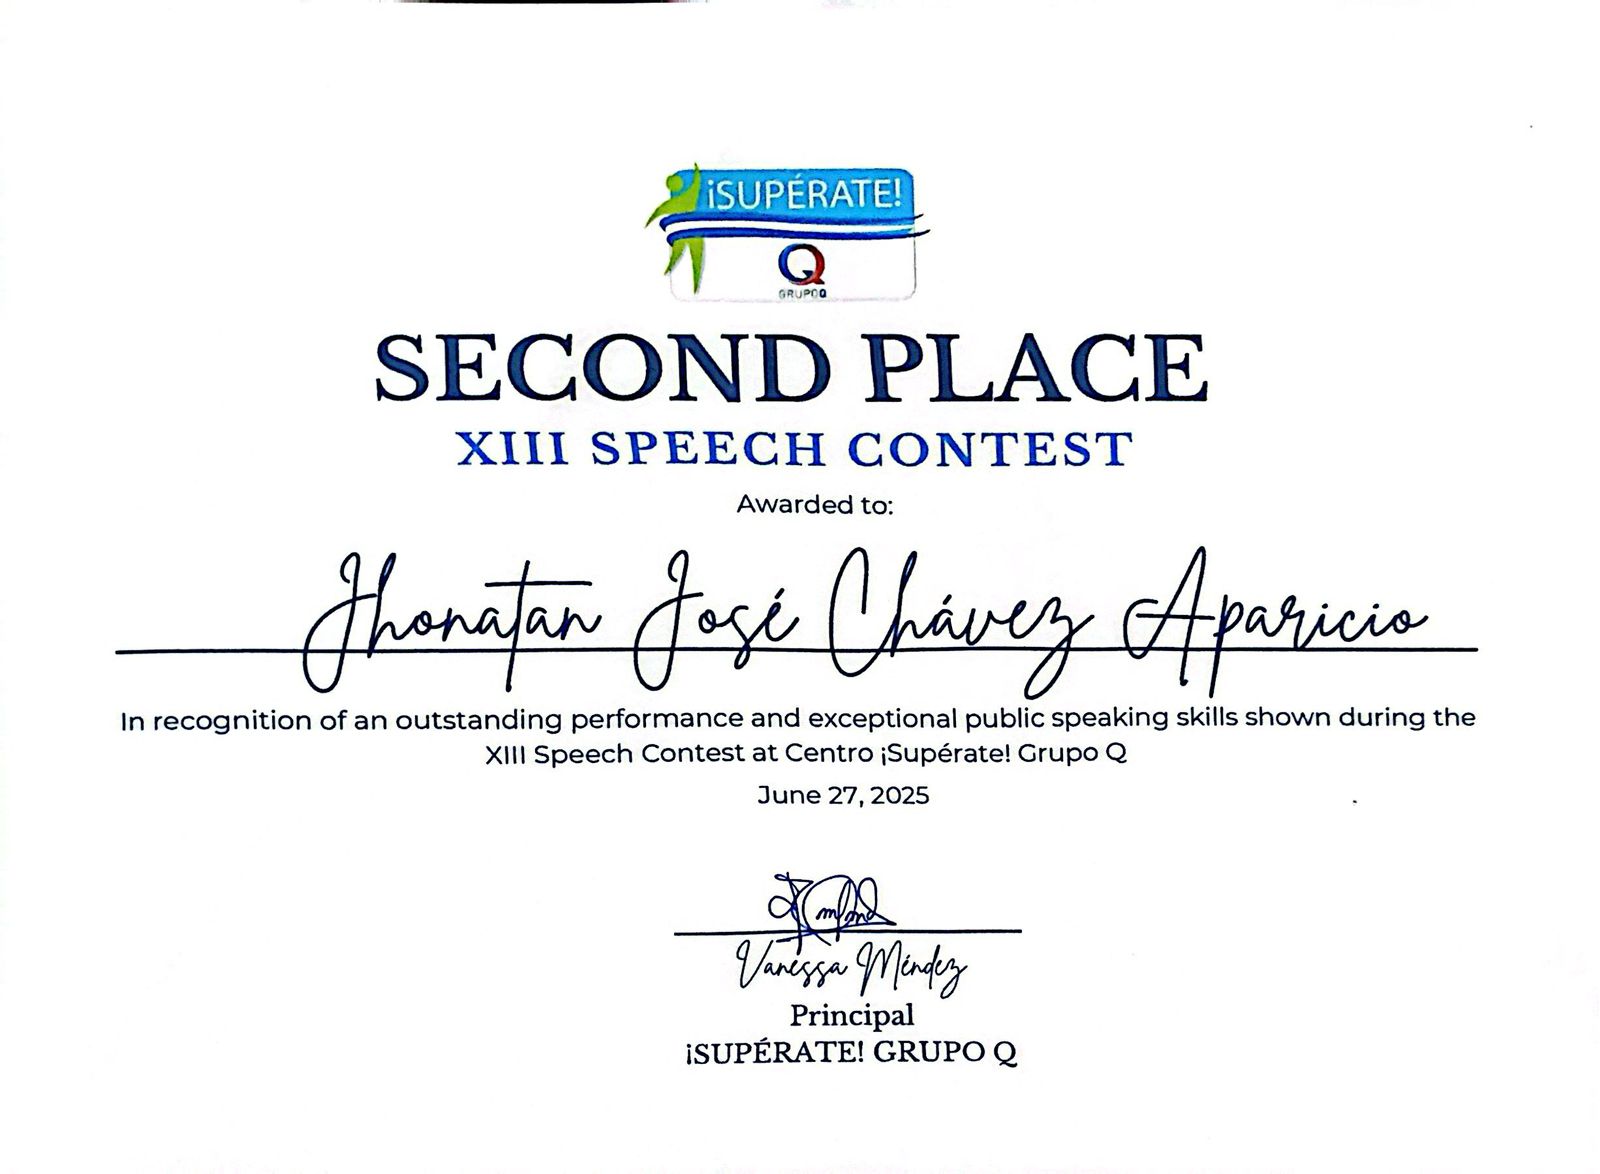 ¡SUPÉRATE!
Q
GRUPO Q
SECOND PLACE
XIII SPEECH CONTEST
Awarded to:
Jhonatan José Chávez Aparicio
In recognition of an outstanding performance and exceptional public speaking skills shown during the
XIII Speech Contest at Centro ¡Supérate! Grupo Q
June 27, 2025
Vanessa Méndez
Principal
¡SUPÉRATE! GRUPO Q